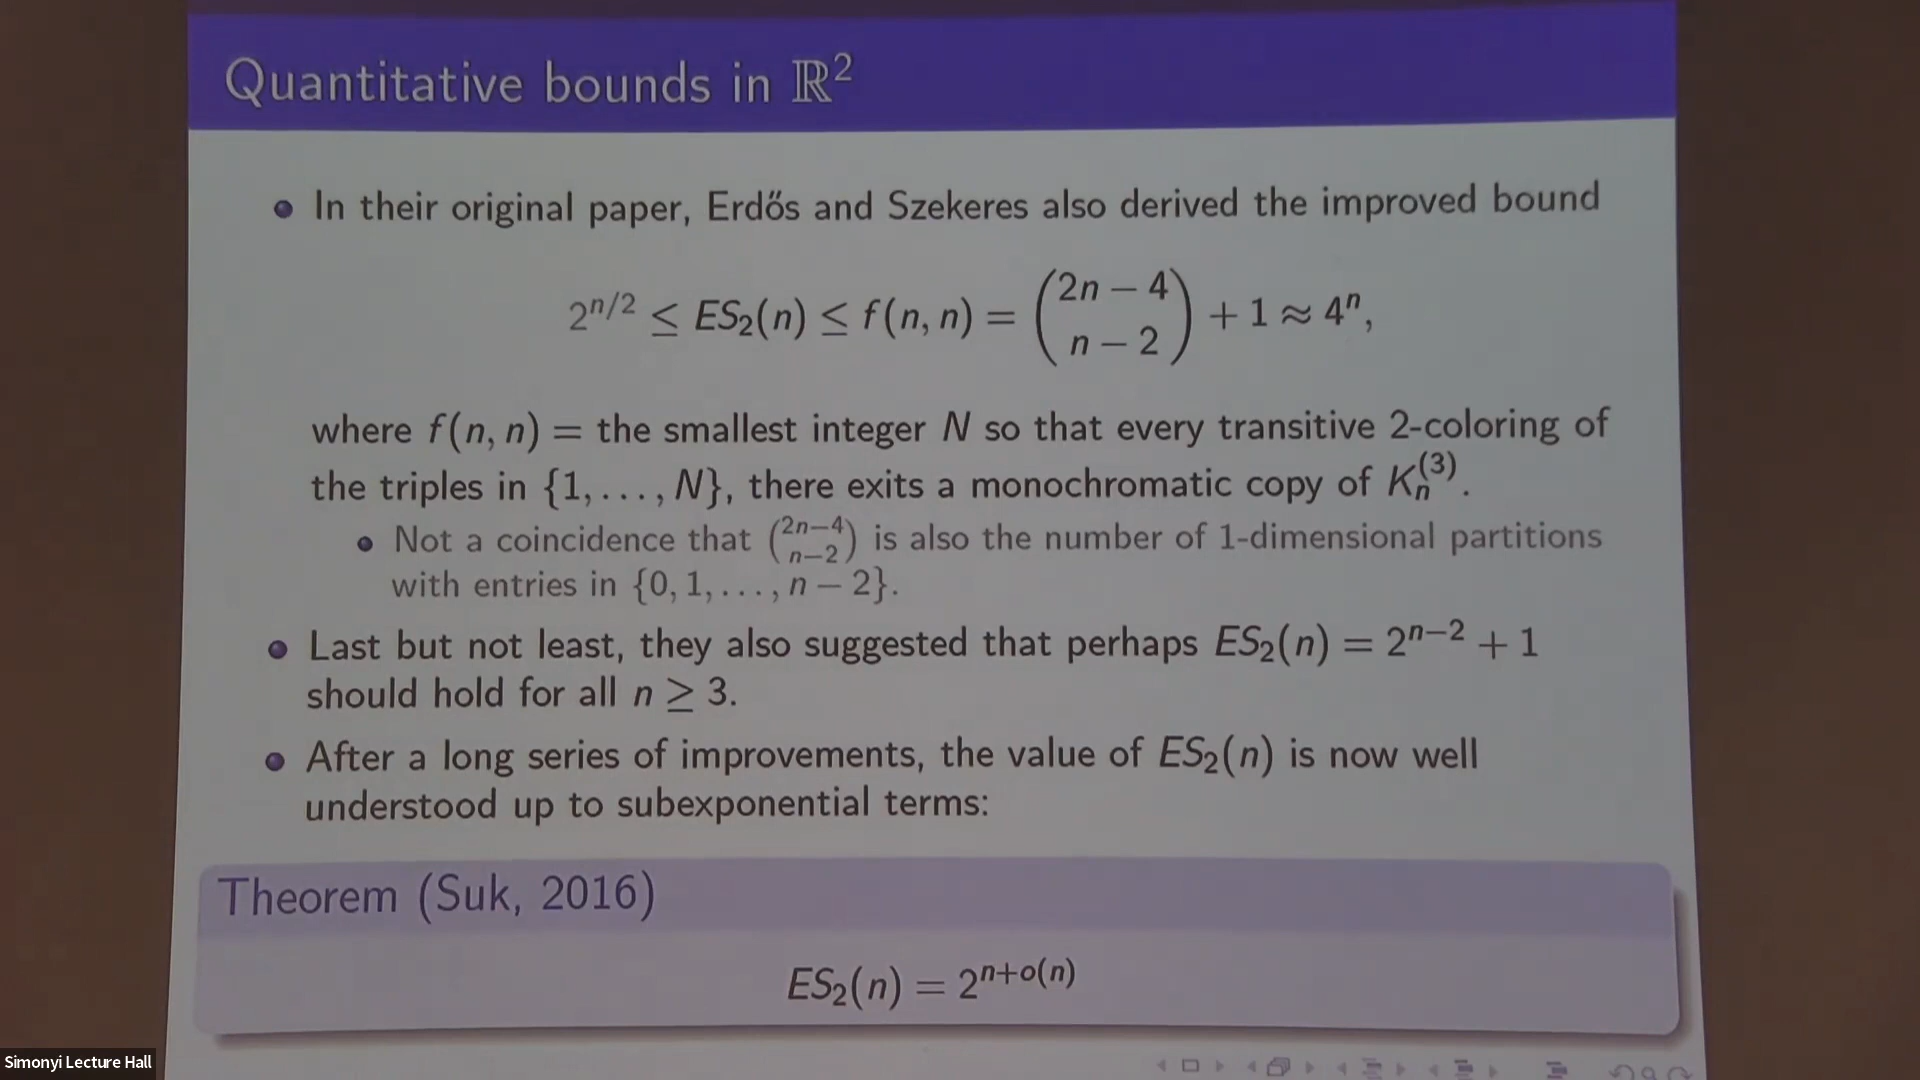 Quantitative bounds in ℝ²
• In their original paper, Erdős and Szekeres also derived the improved bound
2^{n/2} ≤ ES₂(n) ≤ f(n, n) = \binom{2n − 4}{n − 2} + 1 ≈ 4ⁿ,
where f(n, n) = the smallest integer N so that every transitive 2-coloring of
the triples in {1, . . . , N}, there exits a monochromatic copy of K_n^{(3)}.
• Not a coincidence that \binom{2n−4}{n−2} is also the number of 1-dimensional partitions
with entries in {0, 1, . . . , n − 2}.
• Last but not least, they also suggested that perhaps ES₂(n) = 2^{n−2} + 1
should hold for all n ≥ 3.
• After a long series of improvements, the value of ES₂(n) is now well
understood up to subexponential terms:
Theorem (Suk, 2016)
ES₂(n) = 2^{n+o(n)}
Simonyi Lecture Hall